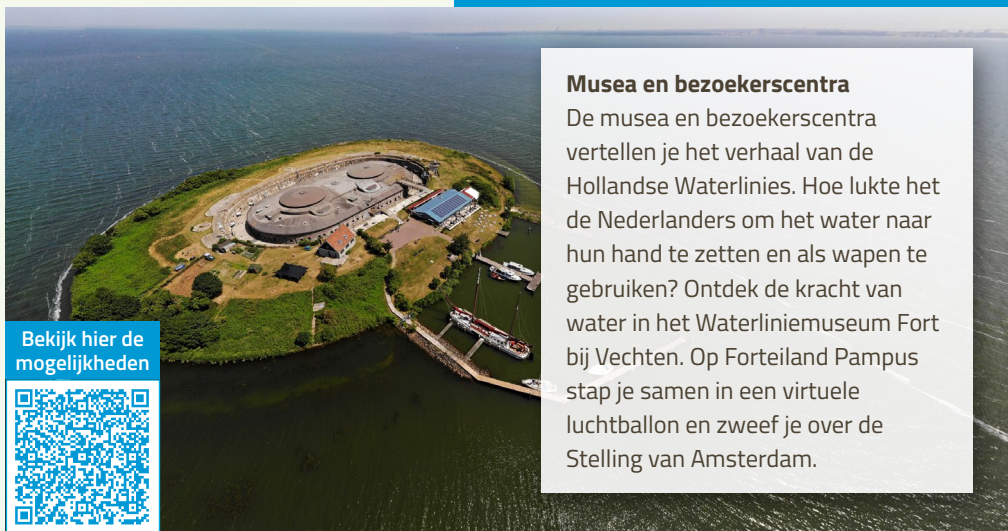 Musea en bezoekerscentra
De musea en bezoekerscentra
vertellen je het verhaal van de
Hollandse Waterlinies. Hoe lukte het
de Nederlanders om het water naar
hun hand te zetten en als wapen te
gebruiken? Ontdek de kracht van
water in het Waterliniemuseum Fort
bij Vechten. Op Forteiland Pampus
stap je samen in een virtuele
luchtballon en zweef je over de
Stelling van Amsterdam.
Bekijk hier de
mogelijkheden